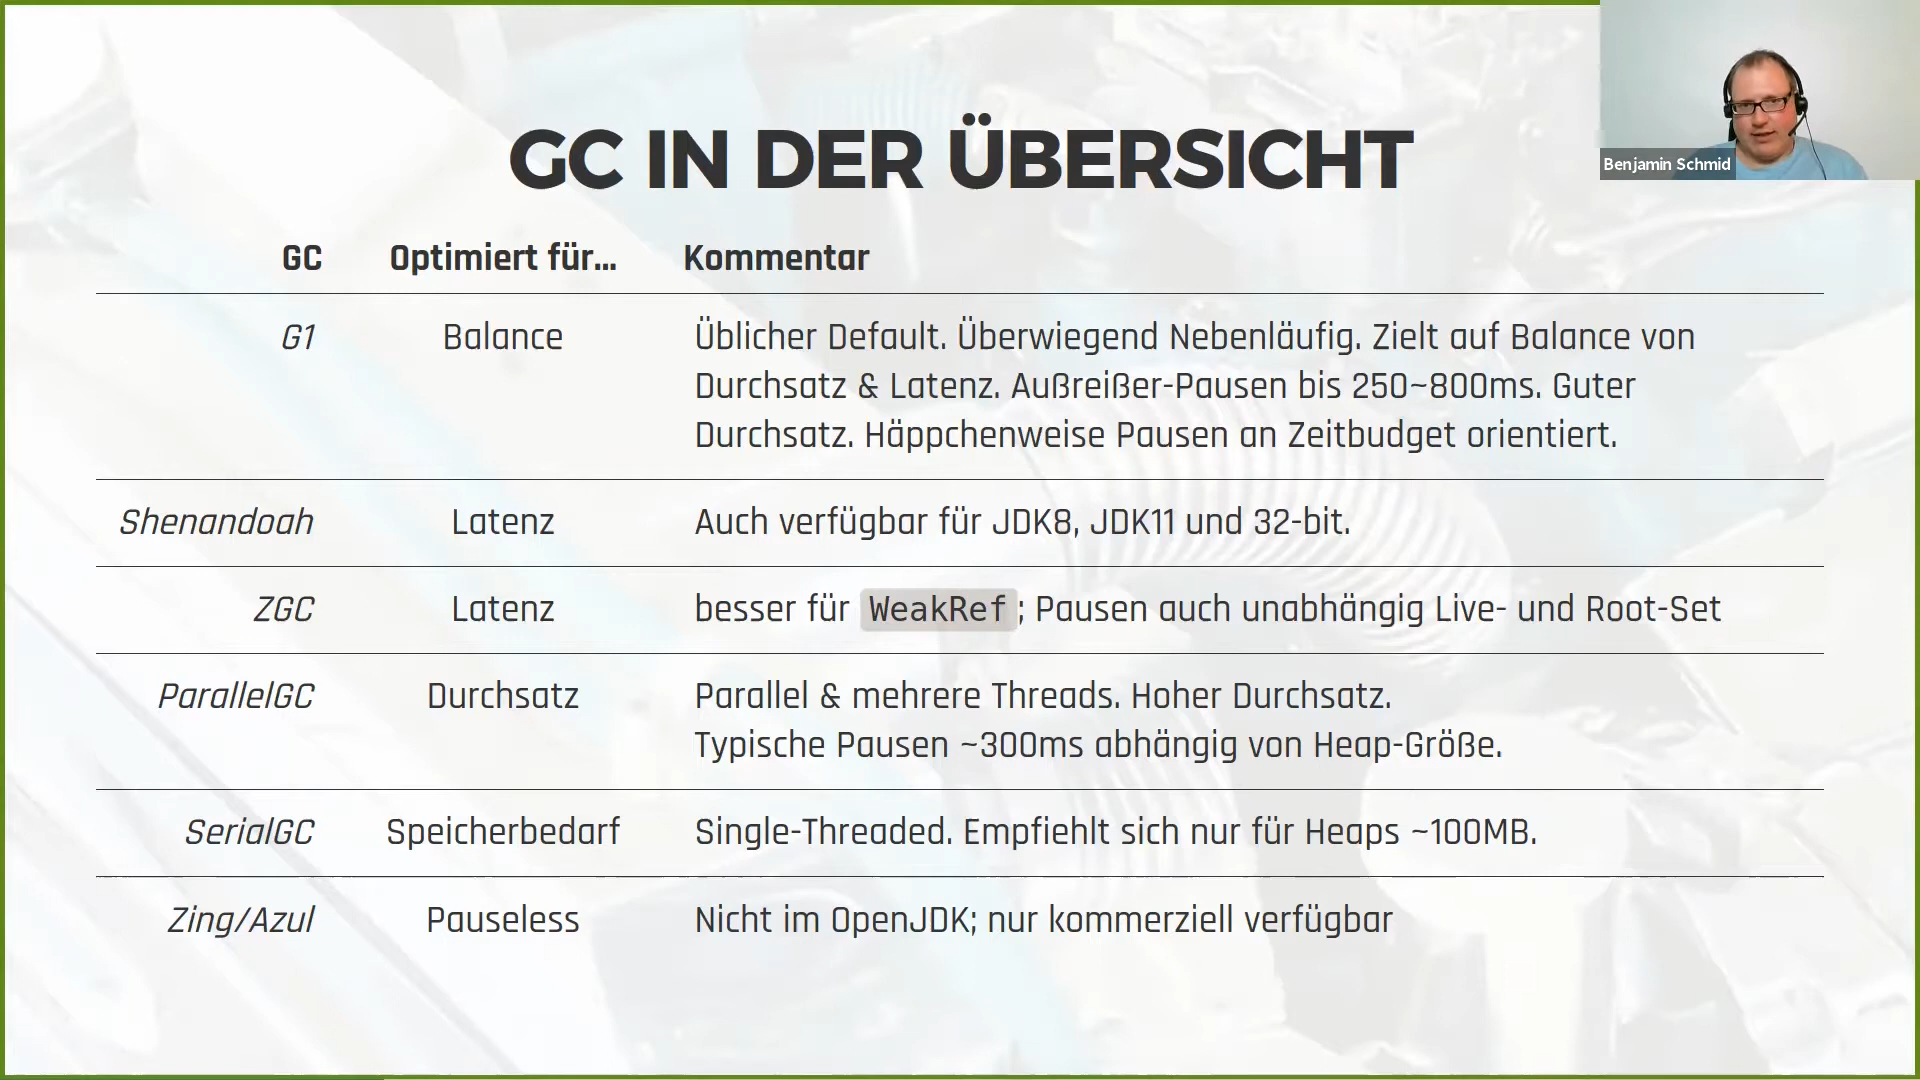 GC IN DER ÜBERSICHT
Benjamin Schmid
GC Optimiert für... Kommentar
G1 Balance Üblicher Default. Überwiegend Nebenläufig. Zielt auf Balance von
Durchsatz & Latenz. Außreißer-Pausen bis 250~800ms. Guter
Durchsatz. Häppchenweise Pausen an Zeitbudget orientiert.
Shenandoah Latenz Auch verfügbar für JDK8, JDK11 und 32-bit.
ZGC Latenz besser für WeakRef; Pausen auch unabhängig Live- und Root-Set
ParallelGC Durchsatz Parallel & mehrere Threads. Hoher Durchsatz.
Typische Pausen ~300ms abhängig von Heap-Größe.
SerialGC Speicherbedarf Single-Threaded. Empfiehlt sich nur für Heaps ~100MB.
Zing/Azul Pauseless Nicht im OpenJDK; nur kommerziell verfügbar